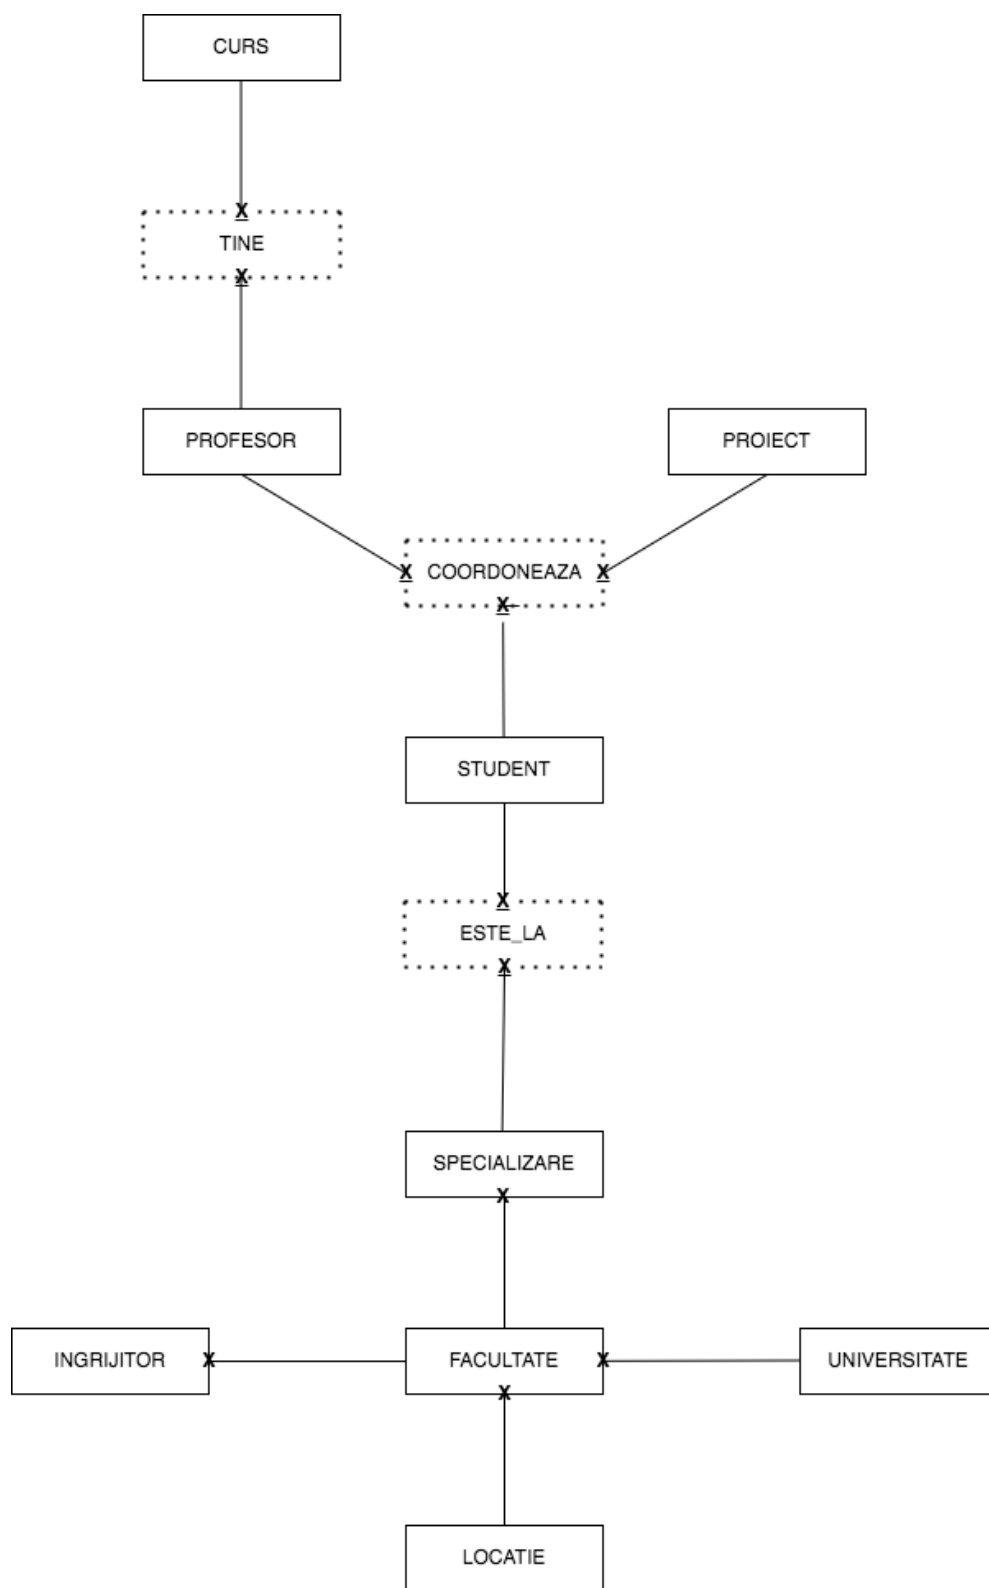 CURS
X
TINE
X
PROFESOR
PROIECT
X COORDONEAZA X
X
STUDENT
X
ESTE_LA
X
SPECIALIZARE
X
INGRIJITOR X FACULTATE X UNIVERSITATE
X
LOCATIE